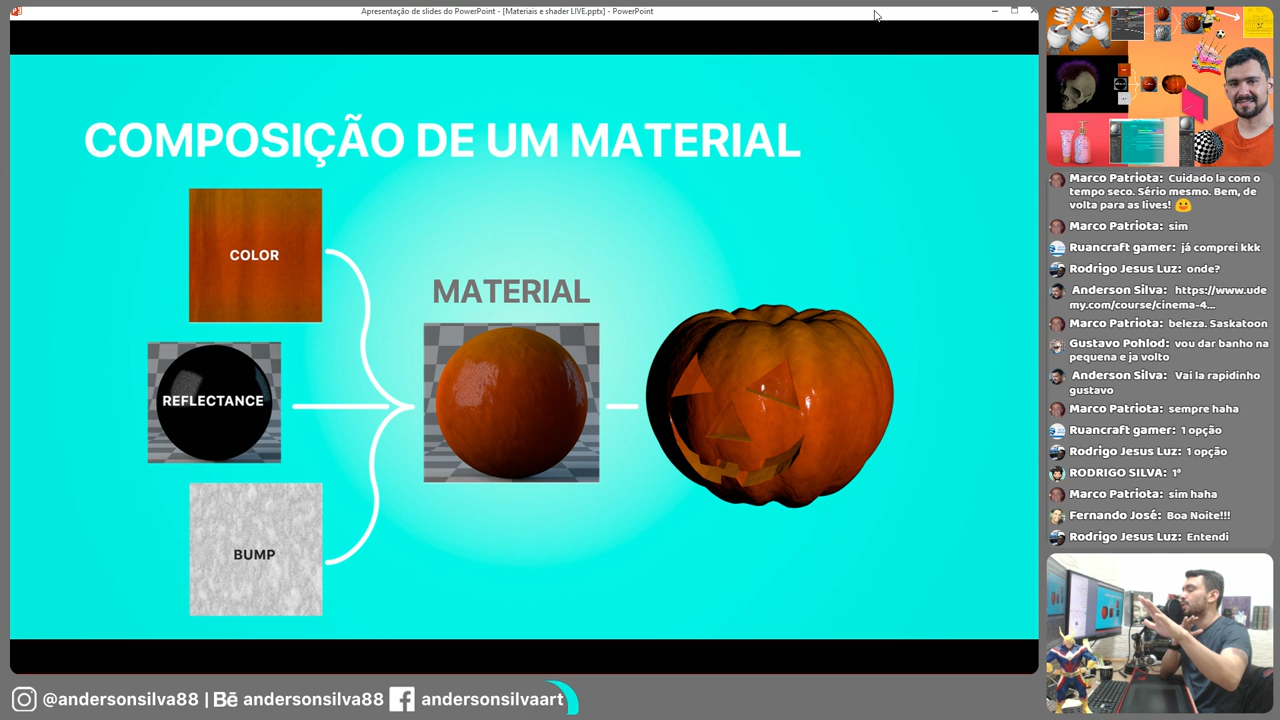 Apresentação de slides do PowerPoint - [Materiais e shader LIVE.pptx] - PowerPoint
COMPOSIÇÃO DE UM MATERIAL
COLOR
MATERIAL
REFLECTANCE
BUMP
Marco Patriota: Cuidado la com o
tempo seco. Sério mesmo. Bem, de
volta para as lives!
Marco Patriota: sim
Ruancraft gamer: já comprei kkk
Rodrigo Jesus Luz: onde?
Anderson Silva: https://www.ude
my.com/course/cinema-4...
Marco Patriota: beleza. Saskatoon
Gustavo Pohlod: vou dar banho na
pequena e ja volto
Anderson Silva: Vai la rapidinho
gustavo
Marco Patriota: sempre haha
Ruancraft gamer: 1 opção
Rodrigo Jesus Luz: 1 opção
RODRIGO SILVA: 1ª
Marco Patriota: sim haha
Fernando José: Boa Noite!!!
Rodrigo Jesus Luz: Entendi
@andersonsilva88 | Bē andersonsilva88 andersonsilvaart